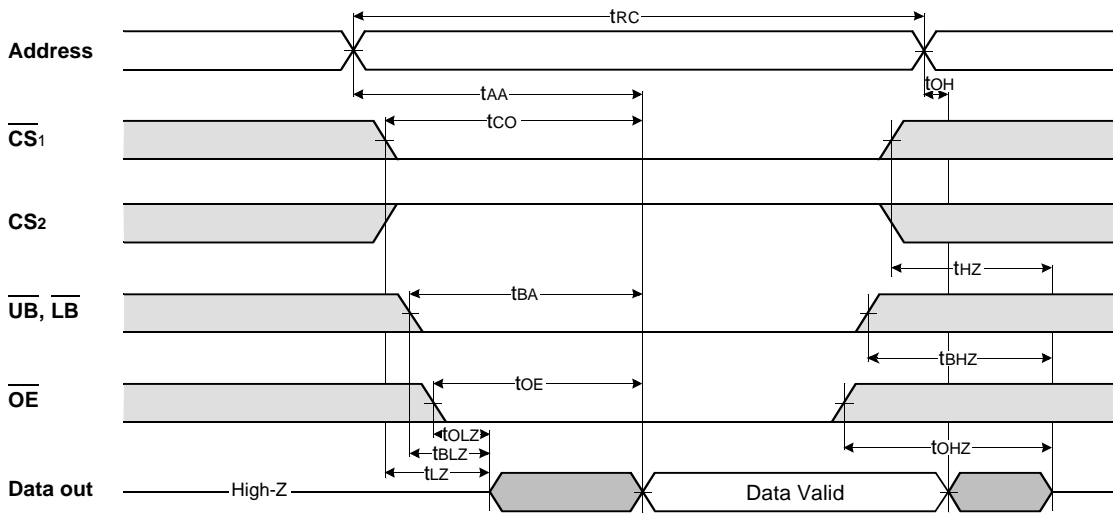 tRC
Address
tAA
tOH
tCO
CS1
CS2
tHZ
tBA
UB, LB
tBHZ
tOE
OE
tOLZ
tBLZ
tOHZ
tLZ
Data out
High-Z
Data Valid